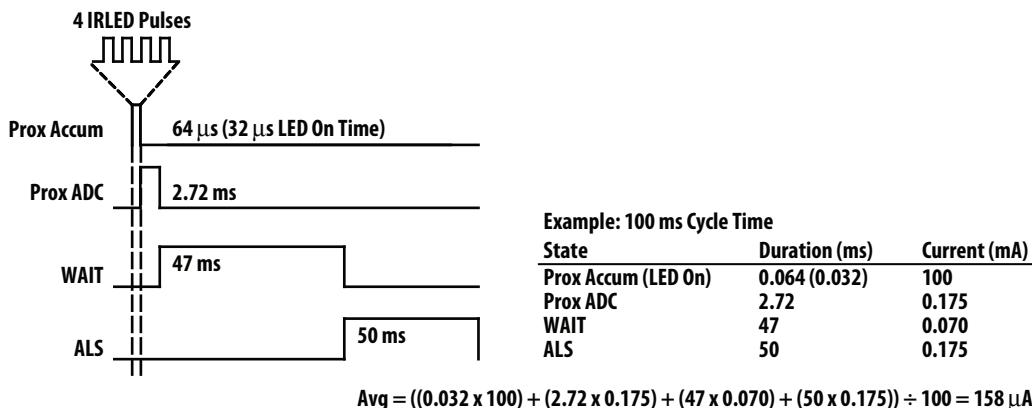 4 IRLED Pulses
Prox Accum
64 μs (32 μs LED On Time)
Prox ADC
2.72 ms
WAIT
47 ms
ALS
50 ms
Example: 100 ms Cycle Time
State Duration (ms) Current (mA)
Prox Accum (LED On) 0.064 (0.032) 100
Prox ADC 2.72 0.175
WAIT 47 0.070
ALS 50 0.175
Avg = ((0.032 x 100) + (2.72 x 0.175) + (47 x 0.070) + (50 x 0.175)) ÷ 100 = 158 μA